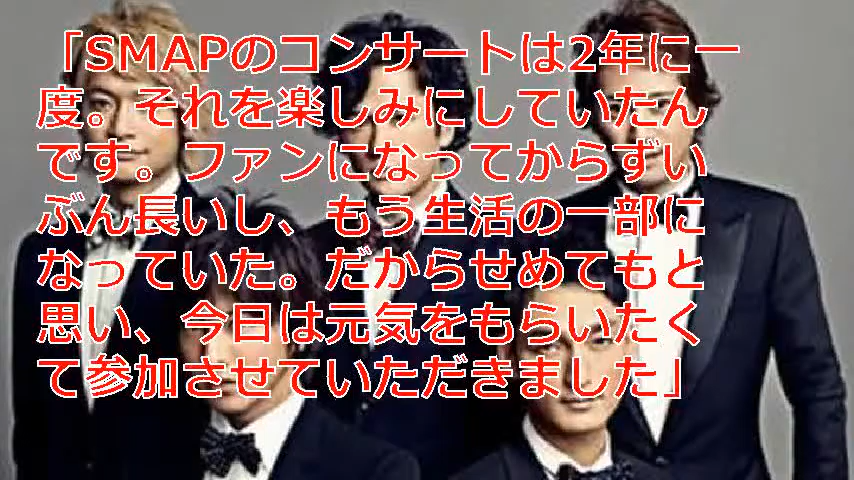 「SMAPのコンサートは2年に一
度。それを楽しみにしていたん
です。ファンになってからずい
ぶん長いし、もう生活の一部に
なっていた。だからせめてもと
思い、今日は元気をもらいたく
て参加させていただきました」